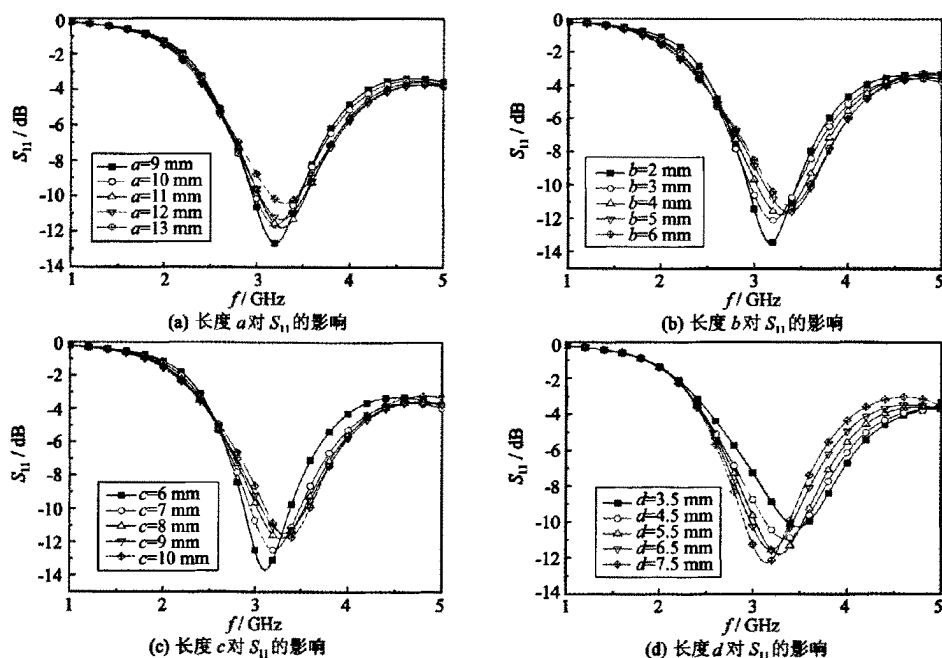 0
-2
-4
-6
-8
-10
-12
-14
S₁₁ / dB
a=9 mm
a=10 mm
a=11 mm
a=12 mm
a=13 mm
1 2 3 4 5
f / GHz
(a) 长度 a 对 S₁₁ 的影响
0
-2
-4
-6
-8
-10
-12
-14
S₁₁ / dB
b=2 mm
b=3 mm
b=4 mm
b=5 mm
b=6 mm
1 2 3 4 5
f / GHz
(b) 长度 b 对 S₁₁ 的影响
0
-2
-4
-6
-8
-10
-12
-14
S₁₁ / dB
c=6 mm
c=7 mm
c=8 mm
c=9 mm
c=10 mm
1 2 3 4 5
f / GHz
(c) 长度 c 对 S₁₁ 的影响
0
-2
-4
-6
-8
-10
-12
-14
S₁₁ / dB
d=3.5 mm
d=4.5 mm
d=5.5 mm
d=6.5 mm
d=7.5 mm
1 2 3 4 5
f / GHz
(d) 长度 d 对 S₁₁ 的影响